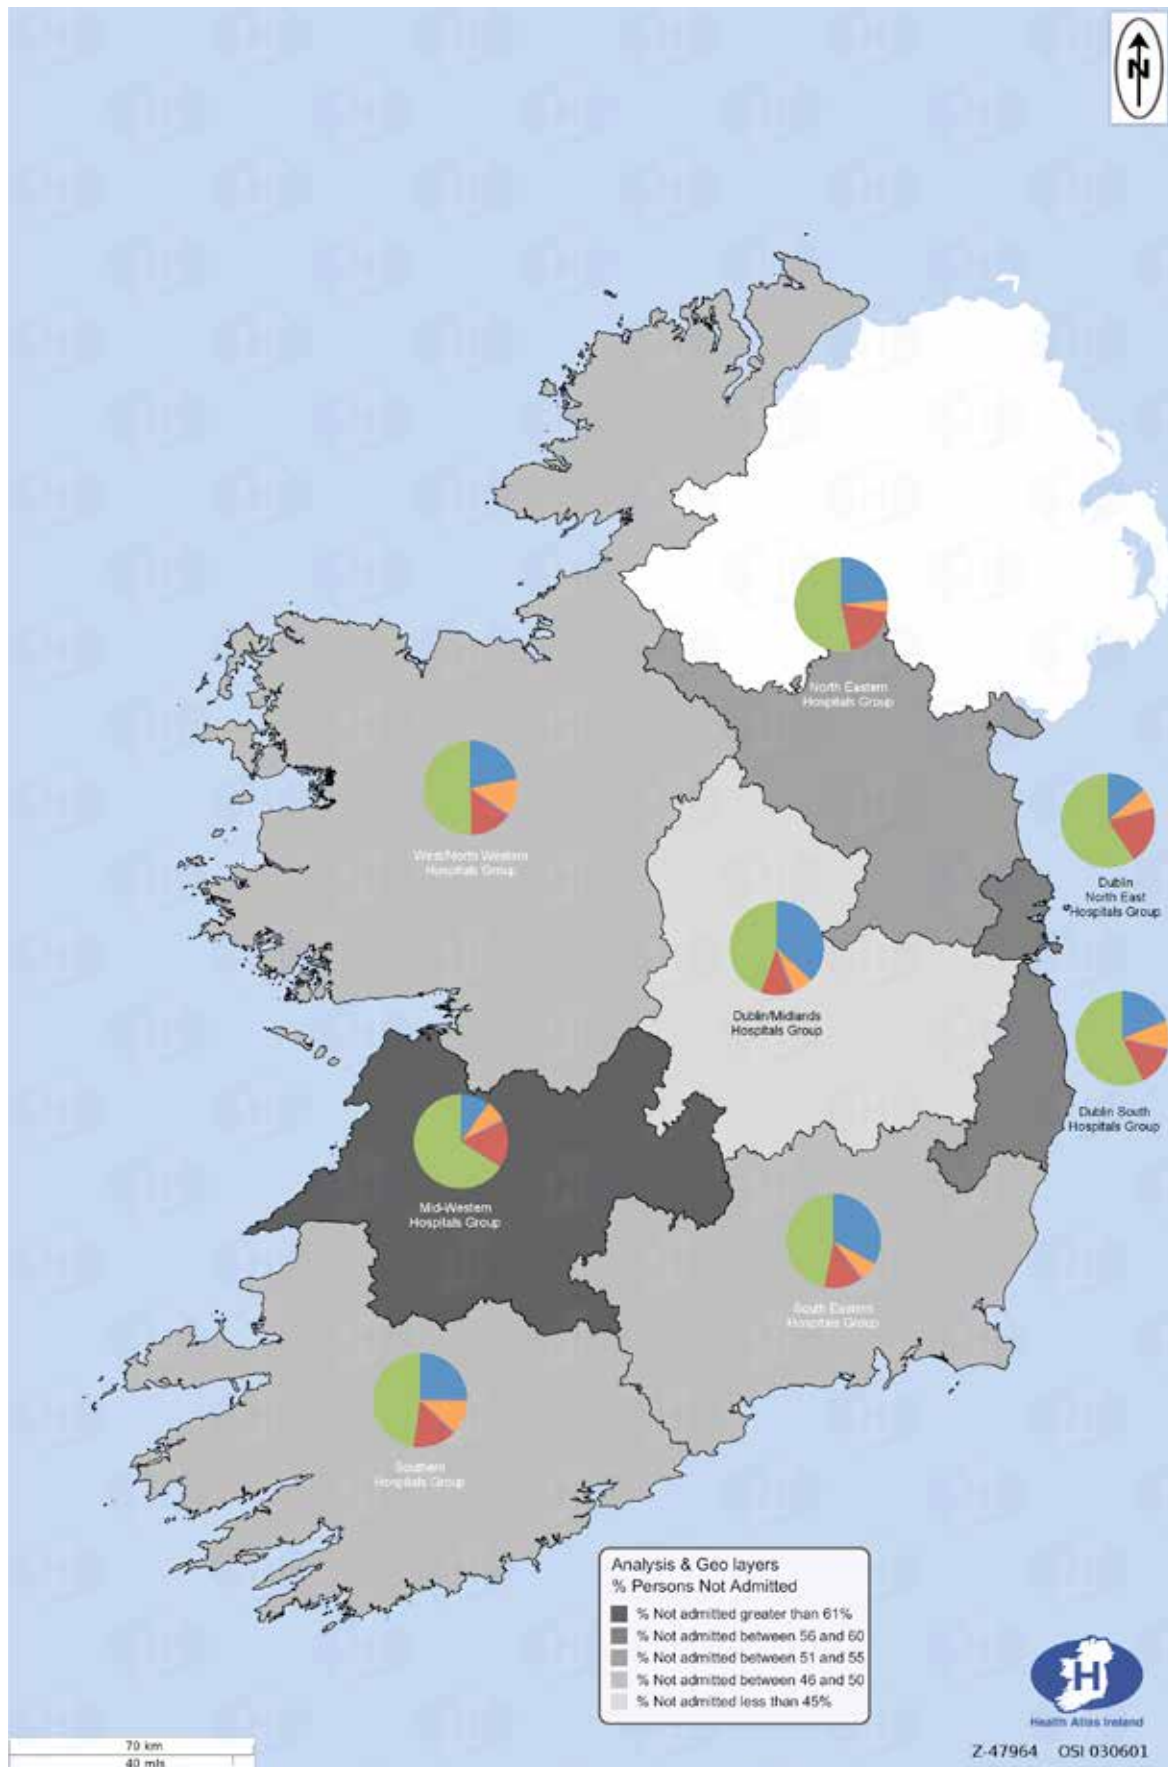 N
North Eastern
Hospitals Group
West/North Western
Hospitals Group
Dublin
North East
Hospitals Group
Dublin/Midlands
Hospitals Group
Dublin South
Hospitals Group
Mid-Western
Hospitals Group
South Eastern
Hospitals Group
Southern
Hospitals Group
Analysis & Geo layers
% Persons Not Admitted
% Not admitted greater than 61%
% Not admitted between 56 and 60
% Not admitted between 51 and 55
% Not admitted between 46 and 50
% Not admitted less than 45%
H
Health Atlas Ireland
70 km
40 mls
Z-47964 OSI 030601